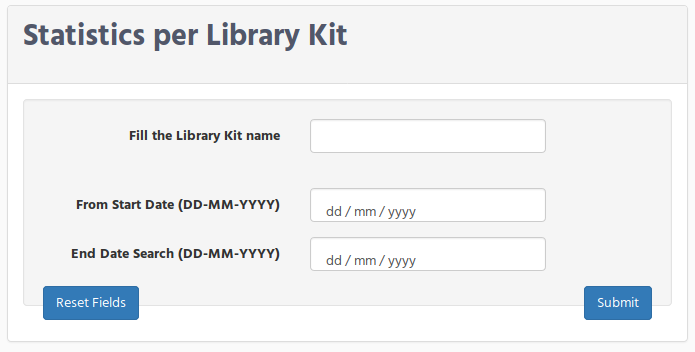 Statistics per Library Kit
Fill the Library Kit name
From Start Date (DD-MM-YYYY)
dd / mm / yyyy
End Date Search (DD-MM-YYYY)
dd / mm / yyyy
Reset Fields
Submit